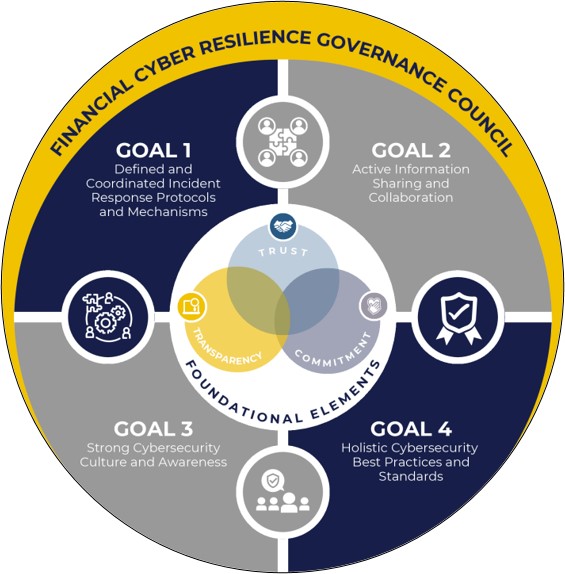 FINANCIAL CYBER RESILIENCE GOVERNANCE COUNCIL
GOAL 1
Defined and
Coordinated Incident
Response Protocols
and Mechanisms
GOAL 2
Active Information
Sharing and
Collaboration
TRUST
TRANSPARENCY
COMMITMENT
FOUNDATIONAL ELEMENTS
GOAL 3
Strong Cybersecurity
Culture and Awareness
GOAL 4
Holistic Cybersecurity
Best Practices and
Standards